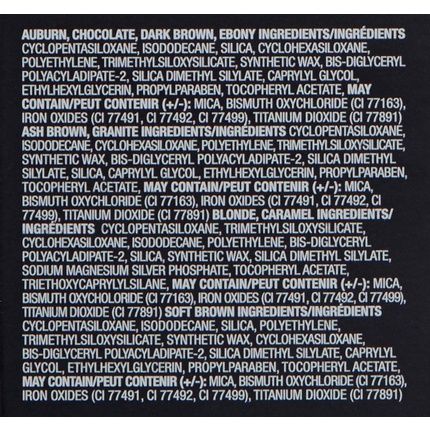 AUBURN, CHOCOLATE, DARK BROWN, EBONY INGREDIENTS/INGRÉDIENTS
CYCLOPENTASILOXANE, ISODODECANE, SILICA, CYCLOHEXASILOXANE,
POLYETHYLENE, TRIMETHYLSILOXYSILICATE, SYNTHETIC WAX, BIS-DIGLYCERYL
POLYACYLADIPATE-2, SILICA DIMETHYL SILYLATE, CAPRYLYL GLYCOL,
ETHYLHEXYLGLYCERIN, PROPYLPARABEN, TOCOPHERYL ACETATE, MAY
CONTAIN/PEUT CONTENIR (+/-): MICA, BISMUTH OXYCHLORIDE (CI 77163),
IRON OXIDES (CI 77491, CI 77492, CI 77499), TITANIUM DIOXIDE (CI 77891)
ASH BROWN, GRANITE INGREDIENTS/INGRÉDIENTS CYCLOPENTASILOXANE,
ISODODECANE, CYCLOHEXASILOXANE, POLYETHYLENE, TRIMETHYLSILOXYSILICATE,
SYNTHETIC WAX, BIS-DIGLYCERYL POLYACYLADIPATE-2, SILICA DIMETHYL
SILYLATE, SILICA, CAPRYLYL GLYCOL, ETHYLHEXYLGLYCERIN, PROPYLPARABEN,
TOCOPHERYL ACETATE, MAY CONTAIN/PEUT CONTENIR (+/-): MICA,
BISMUTH OXYCHLORIDE (CI 77163), IRON OXIDES (CI 77491, CI 77492, CI
77499), TITANIUM DIOXIDE (CI 77891) BLONDE, CARAMEL INGREDIENTS/
INGRÉDIENTS CYCLOPENTASILOXANE, TRIMETHYLSILOXYSILICATE,
CYCLOHEXASILOXANE, ISODODECANE, POLYETHYLENE, BIS-DIGLYCERYL
POLYACYLADIPATE-2, SILICA, SYNTHETIC WAX, SILICA DIMETHYL SILYLATE,
SODIUM MAGNESIUM SILVER PHOSPHATE, TOCOPHERYL ACETATE,
TRIETHOXYCAPRYLYLSILANE, MAY CONTAIN/PEUT CONTENIR (+/-): MICA,
BISMUTH OXYCHOLORIDE (CI 77163), IRON OXIDES (CI 77491, CI 77492, CI 77499),
TITANIUM DIOXIDE (CI 77891) SOFT BROWN INGREDIENTS/INGRÉDIENTS
CYCLOPENTASILOXANE, ISODODECANE, SILICA, POLYETHYLENE,
TRIMETHYLSILOXYSILICATE, SYNTHETIC WAX, CYCLOHEXASILOXANE,
BIS-DIGLYCERYL POLYACYLADIPATE-2, SILICA DIMETHYL SILYLATE, CAPRYLYL
GLYCOL, ETHYLHEXYLGLYCERIN, PROPYLPARABEN, TOCOPHERYL ACETATE,
MAY CONTAIN/PEUT CONTENIR (+/-): MICA, BISMUTH OXYCHLORIDE (CI 77163),
IRON OXIDES (CI 77491, CI 77492, CI 77499), TITANIUM DIOXIDE (CI 77891)